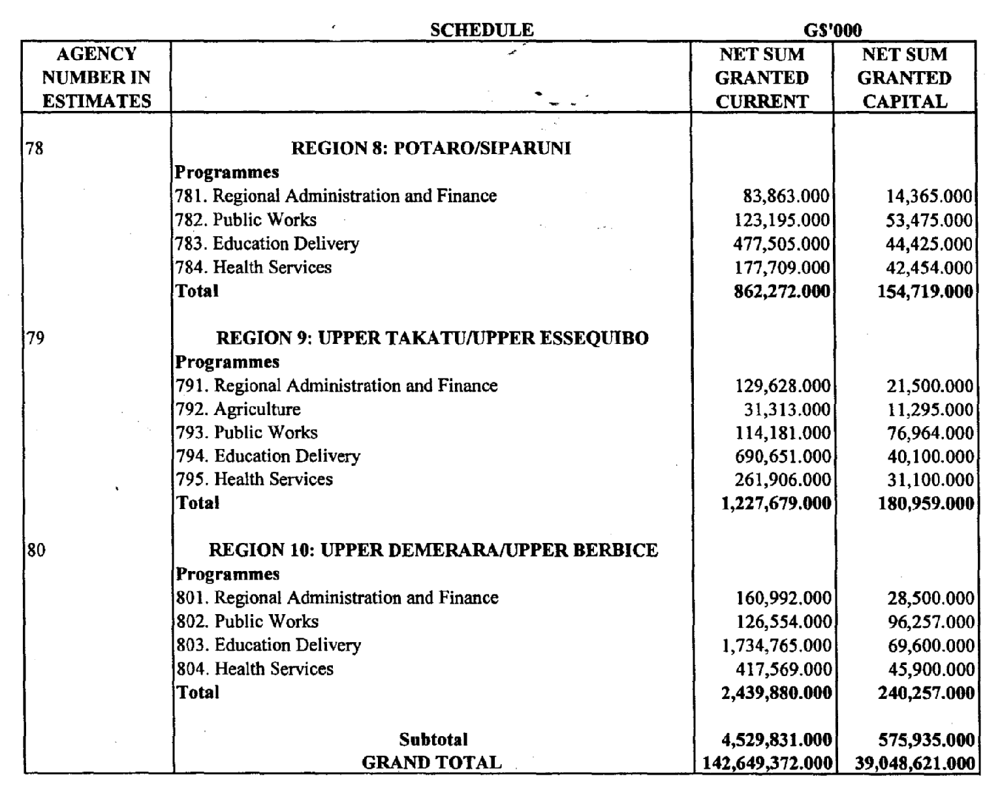 SCHEDULE G$'000
AGENCY NUMBER IN ESTIMATES NET SUM GRANTED CURRENT NET SUM GRANTED CAPITAL
78 REGION 8: POTARO/SIPARUNI
Programmes
781. Regional Administration and Finance 83,863.000 14,365.000
782. Public Works 123,195.000 53,475.000
783. Education Delivery 477,505.000 44,425.000
784. Health Services 177,709.000 42,454.000
Total 862,272.000 154,719.000
79 REGION 9: UPPER TAKATU/UPPER ESSEQUIBO
Programmes
791. Regional Administration and Finance 129,628.000 21,500.000
792. Agriculture 31,313.000 11,295.000
793. Public Works 114,181.000 76,964.000
794. Education Delivery 690,651.000 40,100.000
795. Health Services 261,906.000 31,100.000
Total 1,227,679.000 180,959.000
80 REGION 10: UPPER DEMERARA/UPPER BERBICE
Programmes
801. Regional Administration and Finance 160,992.000 28,500.000
802. Public Works 126,554.000 96,257.000
803. Education Delivery 1,734,765.000 69,600.000
804. Health Services 417,569.000 45,900.000
Total 2,439,880.000 240,257.000
Subtotal 4,529,831.000 575,935.000
GRAND TOTAL 142,649,372.000 39,048,621.000